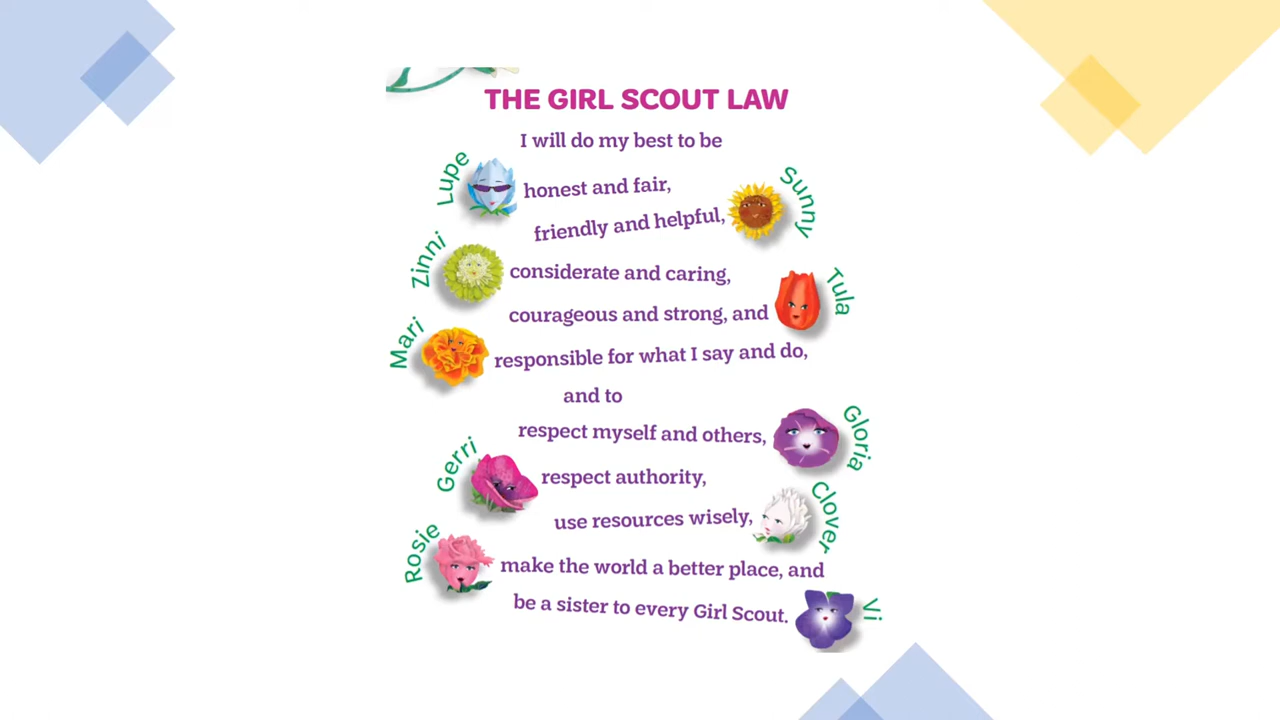 THE GIRL SCOUT LAW
I will do my best to be
Lupe
honest and fair,
Sunny
friendly and helpful,
Zinni
considerate and caring,
Tula
courageous and strong, and
Mari
responsible for what I say and do,
and to
Gloria
respect myself and others,
Gerri
respect authority,
Clover
use resources wisely,
Rosie
make the world a better place, and
Vi
be a sister to every Girl Scout.